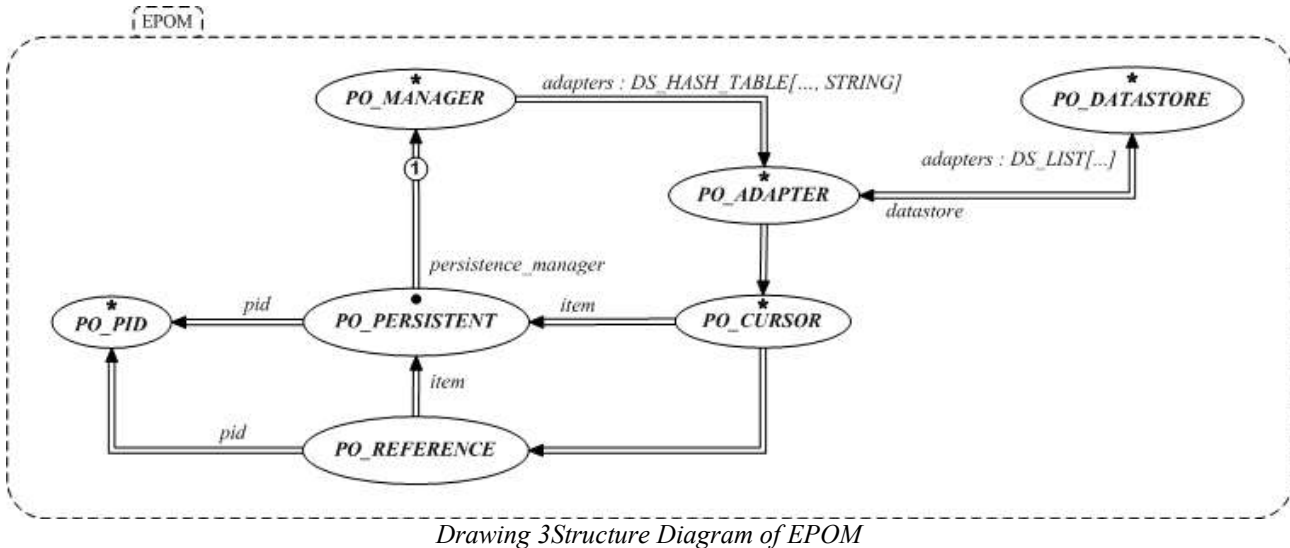 EPOM
*
PO_MANAGER
adapters : DS_HASH_TABLE[..., STRING]
*
PO_DATASTORE
1
adapters : DS_LIST[...]
*
PO_ADAPTER
datastore
persistence_manager
*
PO_PID
pid
●
PO_PERSISTENT
item
*
PO_CURSOR
item
pid
PO_REFERENCE
Drawing 3Structure Diagram of EPOM